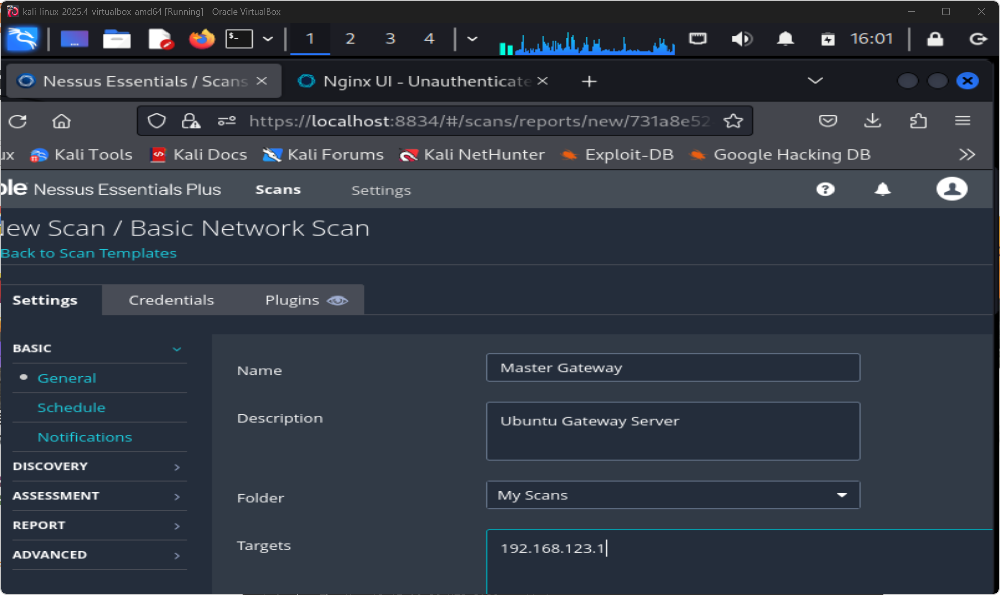 kali-linux-2025.4-virtualbox-amd64 [Running] - Oracle VirtualBox
1 2 3 4 16:01
Nessus Essentials / Scans Nginx UI - Unauthenticate
https://localhost:8834/#/scans/reports/new/731a8e52
ux Kali Tools Kali Docs Kali Forums Kali NetHunter Exploit-DB Google Hacking DB
ble Nessus Essentials Plus Scans Settings
ew Scan / Basic Network Scan
Back to Scan Templates
Settings Credentials Plugins
BASIC
General
Schedule
Notifications
DISCOVERY
ASSESSMENT
REPORT
ADVANCED
Name Master Gateway
Description Ubuntu Gateway Server
Folder My Scans
Targets 192.168.123.1